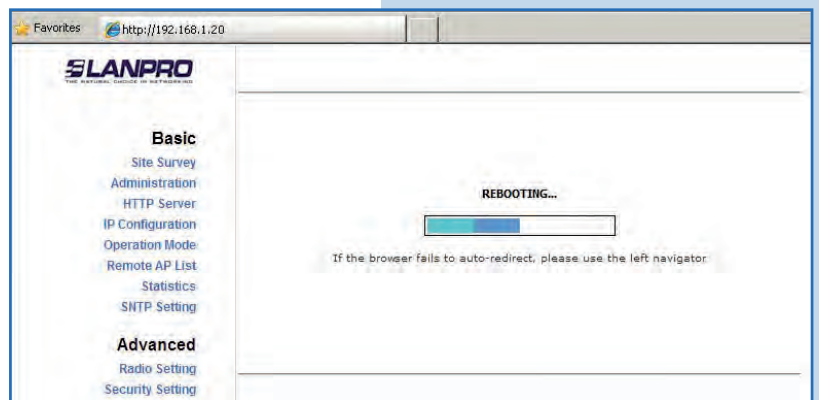 Favorites http://192.168.1.20
LANPRO
THE NATURAL CHOICE IN NETWORKING
Basic
Site Survey
Administration
HTTP Server
IP Configuration
Operation Mode
Remote AP List
Statistics
SNTP Setting
Advanced
Radio Setting
Security Setting
REBOOTING...
If the browser fails to auto-redirect, please use the left navigator